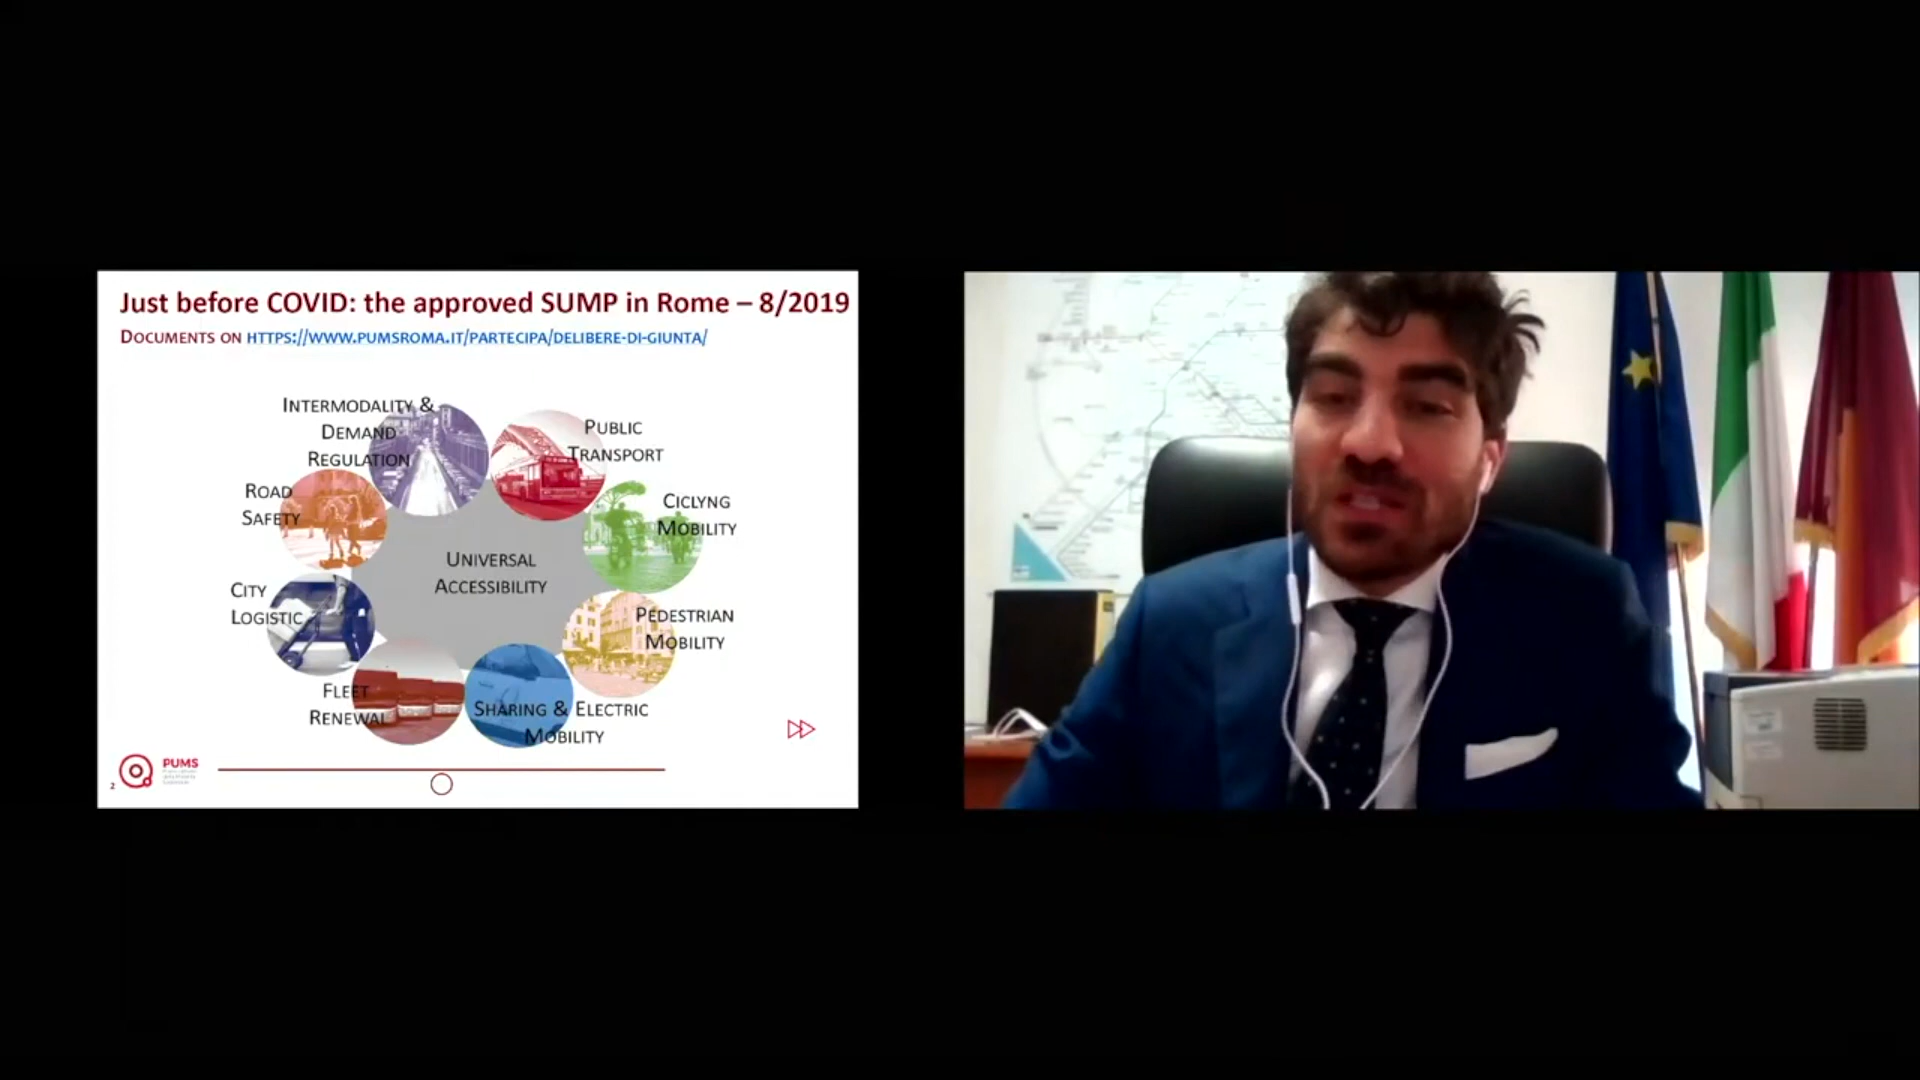 Just before COVID: the approved SUMP in Rome – 8/2019
DOCUMENTS ON HTTPS://WWW.PUMSROMA.IT/PARTECIPA/DELIBERE-DI-GIUNTA/
INTERMODALITY &
DEMAND
REGULATION
PUBLIC
TRANSPORT
ROAD
SAFETY
CICLYNG
MOBILITY
UNIVERSAL
ACCESSIBILITY
CITY
LOGISTIC
PEDESTRIAN
MOBILITY
FLEET
RENEWAL
SHARING & ELECTRIC
MOBILITY
PUMS
2